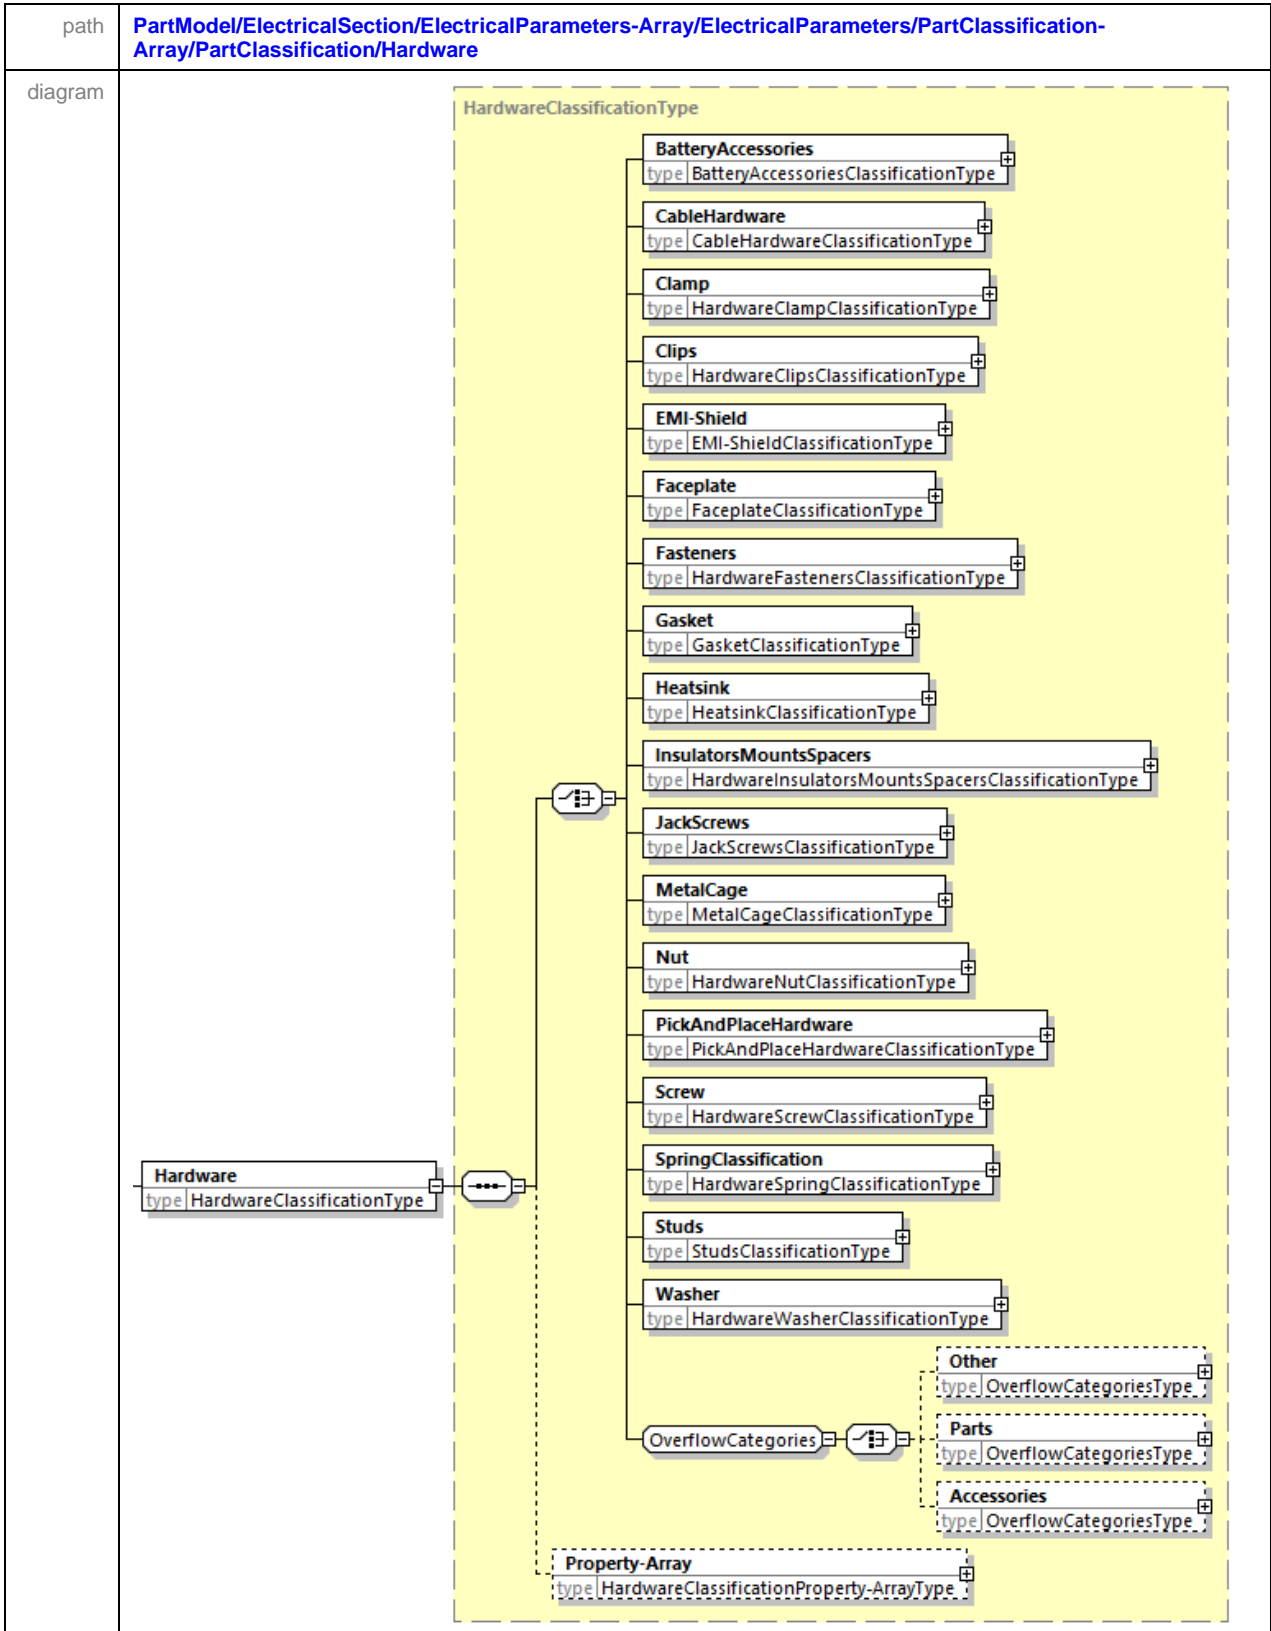 path
PartModel/ElectricalSection/ElectricalParameters-Array/ElectricalParameters/PartClassification-
Array/PartClassification/Hardware
diagram
HardwareClassificationType
BatteryAccessories
type BatteryAccessoriesClassificationType
CableHardware
type CableHardwareClassificationType
Clamp
type HardwareClampClassificationType
Clips
type HardwareClipsClassificationType
EMI-Shield
type EMI-ShieldClassificationType
Faceplate
type FaceplateClassificationType
Fasteners
type HardwareFastenersClassificationType
Gasket
type GasketClassificationType
Heatsink
type HeatsinkClassificationType
InsulatorsMountsSpacers
type HardwareInsulatorsMountsSpacersClassificationType
JackScrews
type JackScrewsClassificationType
MetalCage
type MetalCageClassificationType
Nut
type HardwareNutClassificationType
PickAndPlaceHardware
type PickAndPlaceHardwareClassificationType
Screw
type HardwareScrewClassificationType
Hardware
type HardwareClassificationType
SpringClassification
type HardwareSpringClassificationType
Studs
type StudsClassificationType
Washer
type HardwareWasherClassificationType
OverflowCategories
Other
type OverflowCategoriesType
Parts
type OverflowCategoriesType
Accessories
type OverflowCategoriesType
Property-Array
type HardwareClassificationProperty-ArrayType